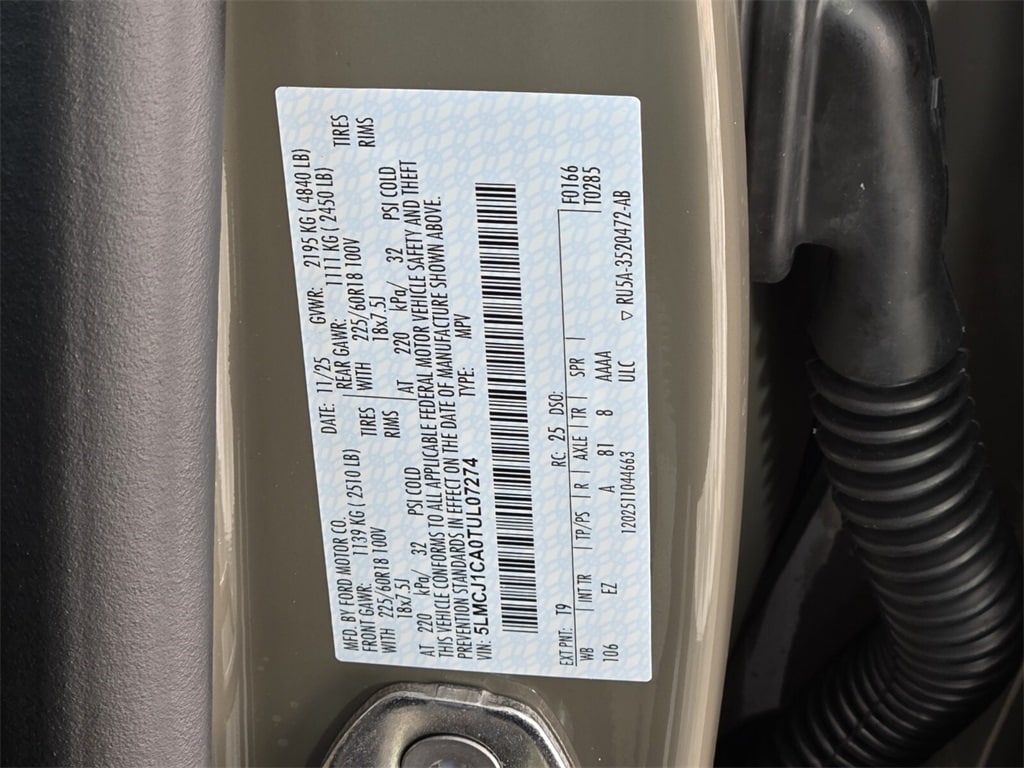 MFD. BY FORD MOTOR CO. DATE: 11/25 GVWR: 2195 KG ( 4840 LB)
FRONT GAWR: 1139 KG ( 2510 LB) REAR GAWR: 1111 KG ( 2450 LB)
WITH 225/60R18 100V TIRES WITH 225/60R18 100V TIRES
18x7.5J RIMS 18x7.5J RIMS
AT 220 kPa/ 32 PSI COLD AT 220 kPa/ 32 PSI COLD
THIS VEHICLE CONFORMS TO ALL APPLICABLE FEDERAL MOTOR VEHICLE SAFETY AND THEFT
PREVENTION STANDARDS IN EFFECT ON THE DATE OF MANUFACTURE SHOWN ABOVE.
VIN: 5LMCJ1CA0TUL07274 TYPE: MPV
EXT PNT: T9 RC: 25 DSO: F0166
WB INTR TP/PS R AXLE TR SPR T0285
106 EZ A 81 8 AAAA
ULC
120251104663 ▽ RU5A-3520472-AB